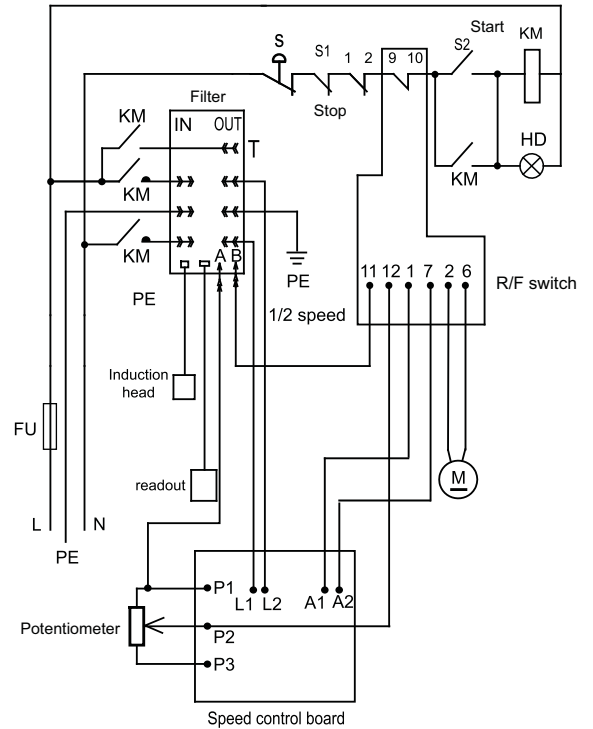 Start
S
S1
S2
KM
1
2
9
10
Stop
Filter
KM
IN
OUT
T
HD
KM
KM
KM
A
B
PE
PE
11
12
1
7
2
6
R/F switch
1/2 speed
Induction
head
FU
readout
M
L
N
PE
P1
L1
L2
A1
A2
Potentiometer
P2
P3
Speed control board